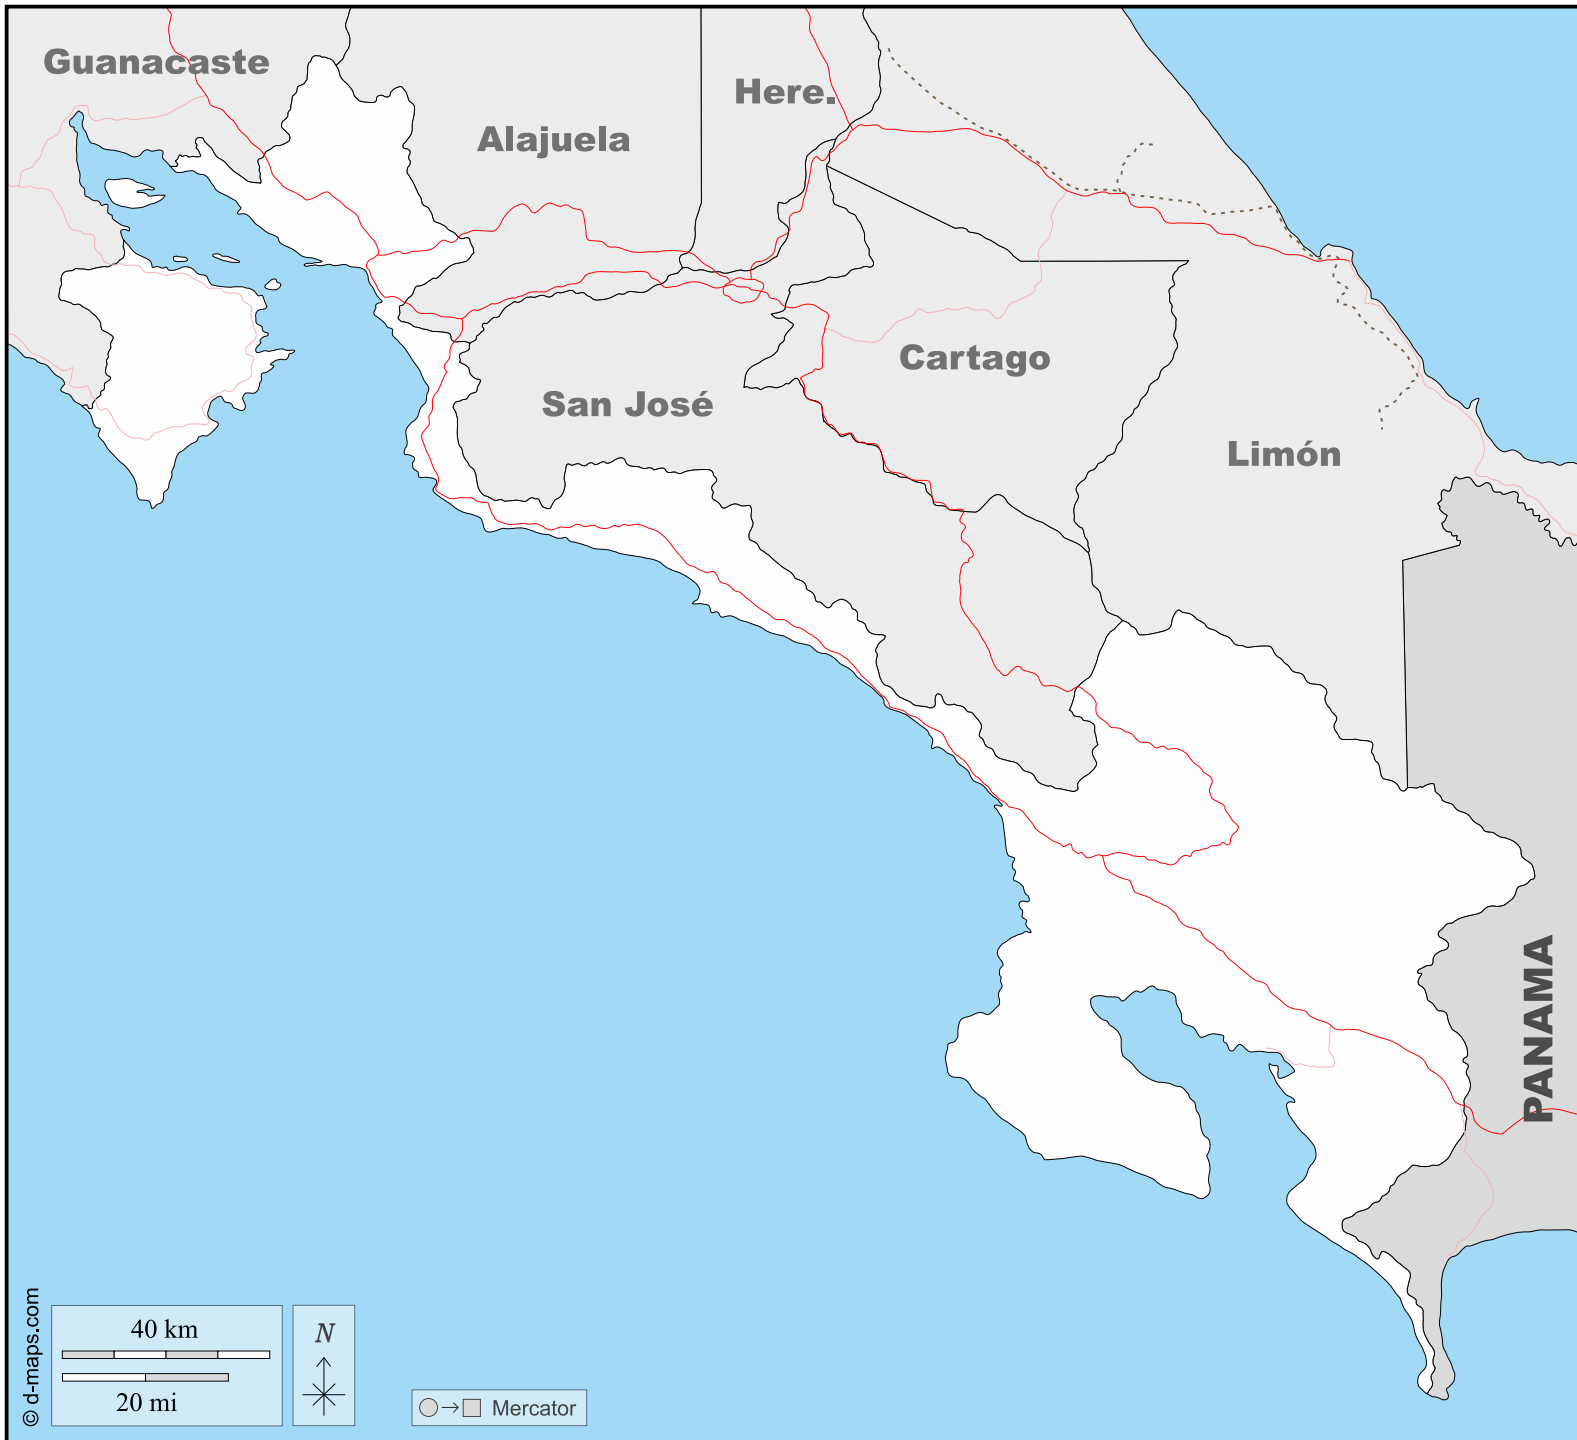 Guanacaste
Here.
Alajuela
Cartago
San José
Limón
PANAMA
© d-maps.com
40 km
20 mi
N
Mercator